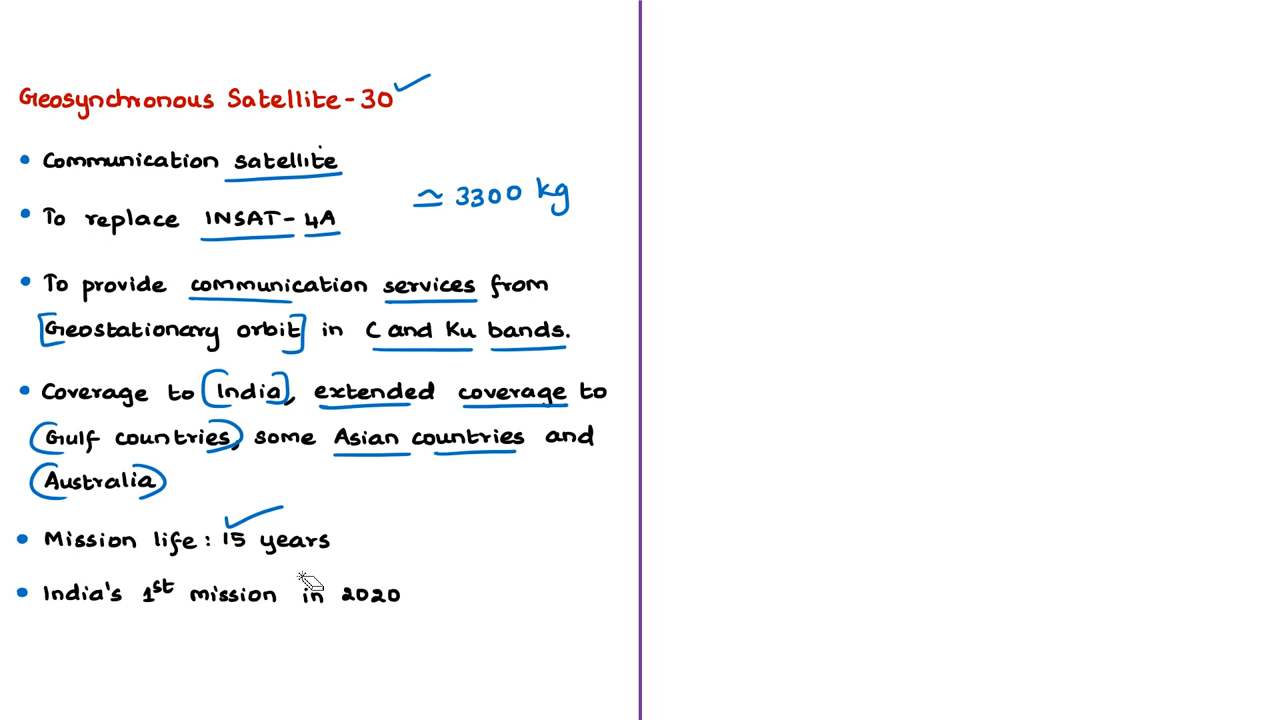 Geosynchronous Satellite - 30
• Communication satellite
≃ 3300 kg
• To replace INSAT - 4A
• To provide communication services from
[Geostationary orbit] in C and Ku bands.
• Coverage to (India), extended coverage to
(Gulf countries), some Asian countries and
(Australia)
• Mission life : 15 years
• India's 1st mission in 2020